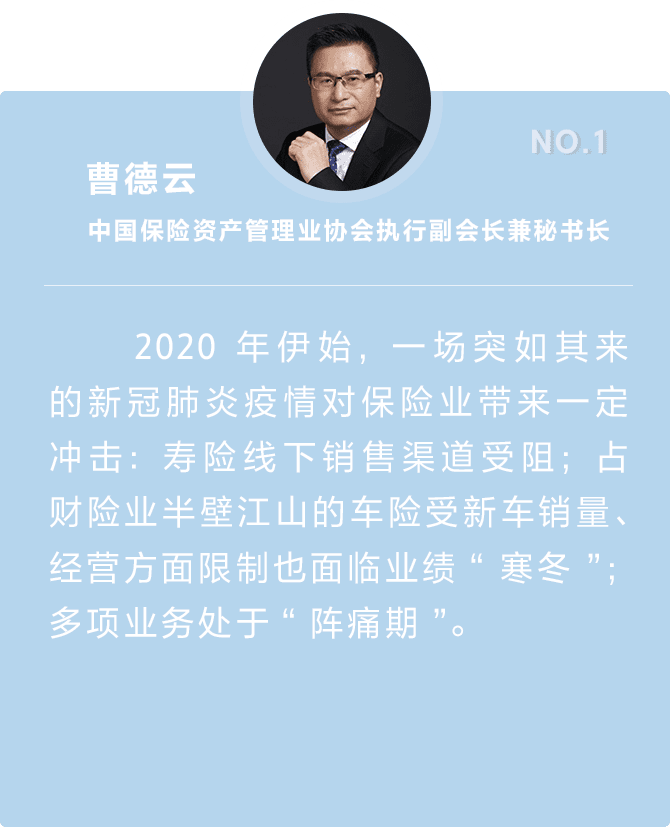 NO.1
曹德云
中国保险资产管理业协会执行副会长兼秘书长
2020 年伊始，一场突如其来
的新冠肺炎疫情对保险业带来一定
冲击：寿险线下销售渠道受阻；占
财险业半壁江山的车险受新车销量、
经营方面限制也面临业绩“ 寒冬 ”；
多项业务处于“ 阵痛期 ”。